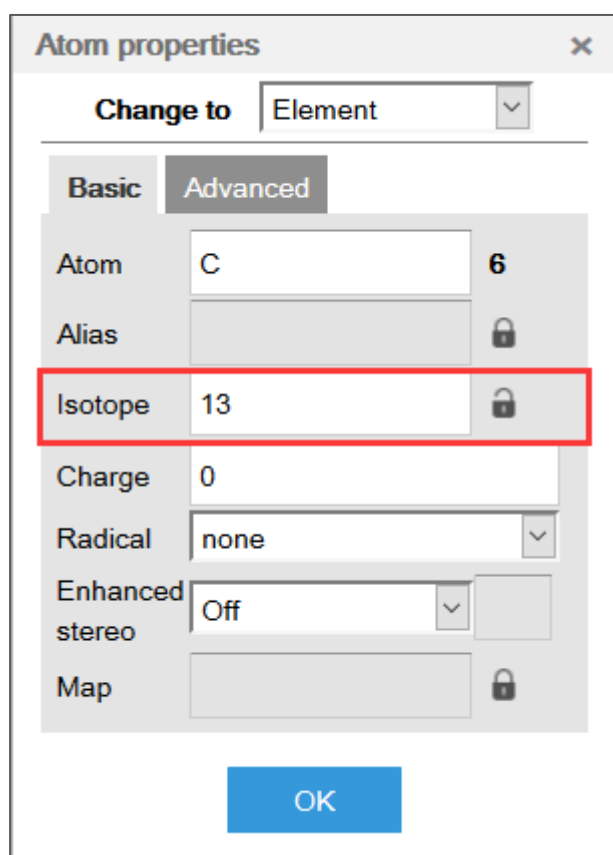 Atom properties ×
Change to Element
Basic Advanced
Atom C 6
Alias
Isotope 13
Charge 0
Radical none
Enhanced
stereo Off
Map
OK